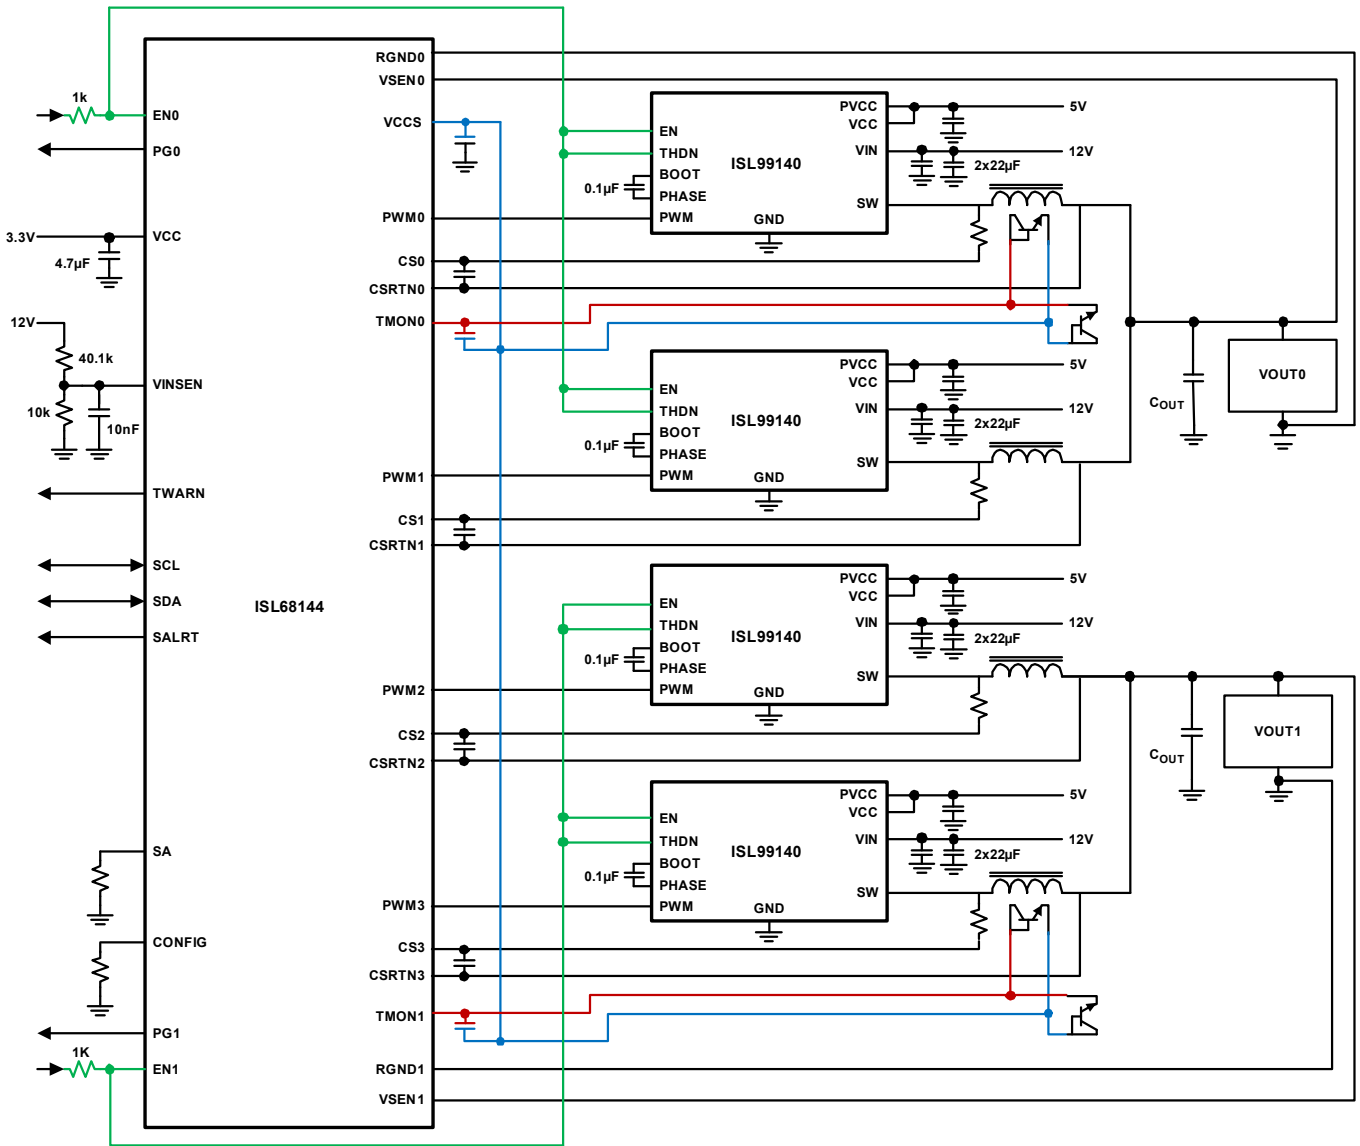 1k
EN0
PG0
3.3V
VCC
4.7µF
12V
40.1k
VINSEN
10k
10nF
TWARN
SCL
SDA
SALRT
SA
CONFIG
PG1
1K
EN1
ISL68144
RGND0
VSEN0
VCCS
PWM0
CS0
CSRTN0
TMON0
PWM1
CS1
CSRTN1
PWM2
CS2
CSRTN2
PWM3
CS3
CSRTN3
TMON1
RGND1
VSEN1
EN
THDN
BOOT
PHASE
PWM
0.1µF
ISL99140
GND
PVCC
VCC
VIN
SW
5V
12V
2x22µF
EN
THDN
BOOT
PHASE
PWM
0.1µF
ISL99140
GND
PVCC
VCC
VIN
SW
5V
12V
2x22µF
COUT
VOUT0
EN
THDN
BOOT
PHASE
PWM
0.1µF
ISL99140
GND
PVCC
VCC
VIN
SW
5V
12V
2x22µF
COUT
VOUT1
EN
THDN
BOOT
PHASE
PWM
0.1µF
ISL99140
GND
PVCC
VCC
VIN
SW
5V
12V
2x22µF